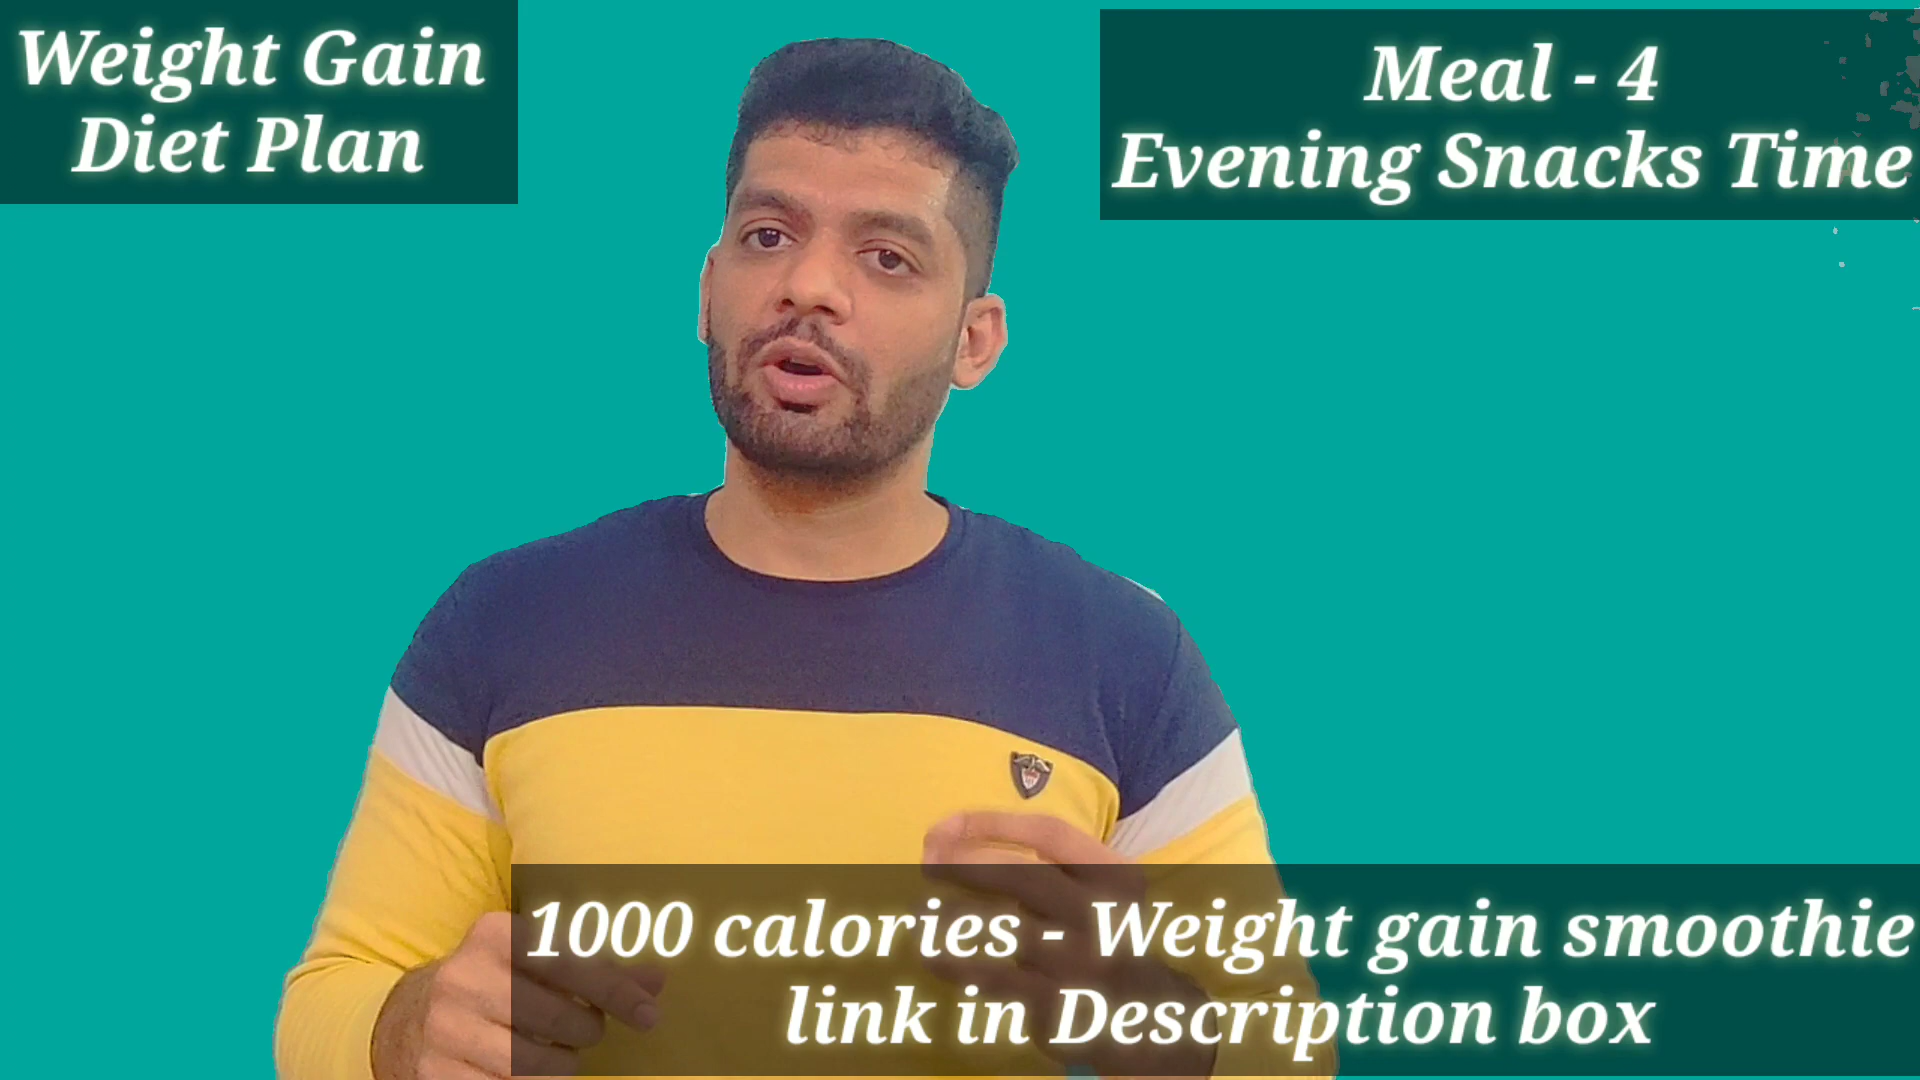 Weight Gain
Diet Plan
Meal - 4
Evening Snacks Time
1000 calories - Weight gain smoothie
link in Description box